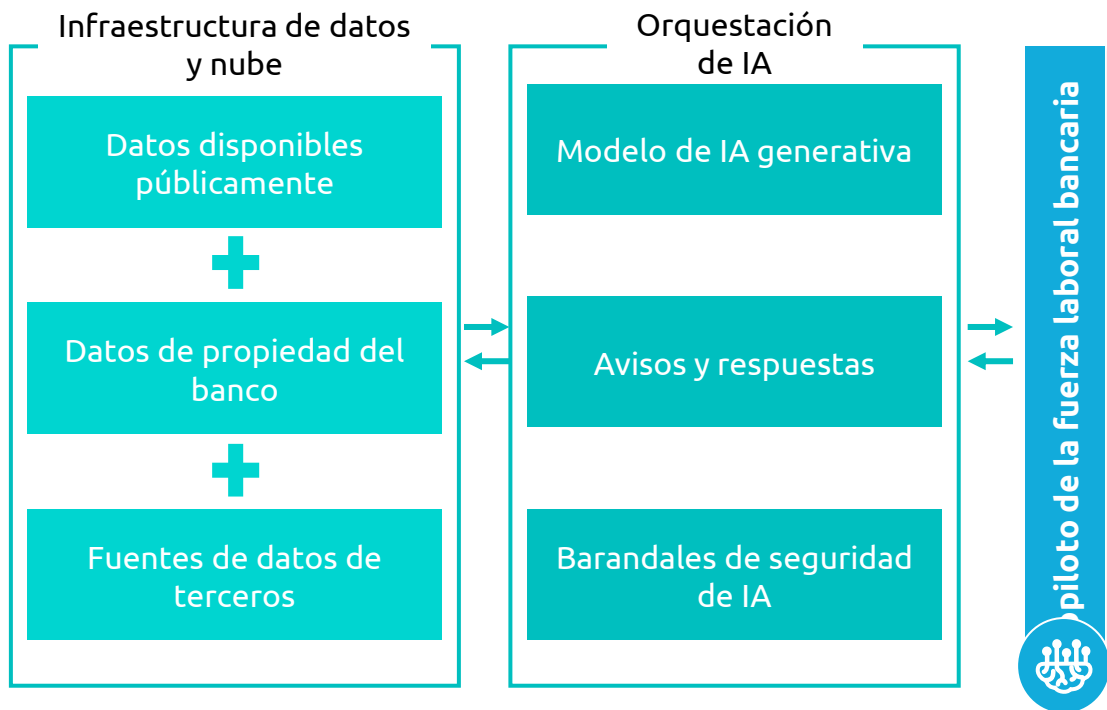 Infraestructura de datos
y nube
Datos disponibles
públicamente
Datos de propiedad del
banco
Fuentes de datos de
terceros
Orquestación
de IA
Modelo de IA generativa
Avisos y respuestas
Barandales de seguridad
de IA
opiloto de la fuerza laboral bancaria